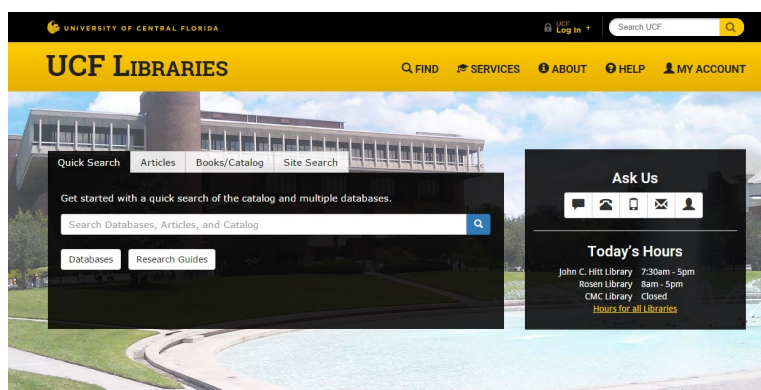 UNIVERSITY OF CENTRAL FLORIDA
UCF
Log In +
Search UCF
UCF LIBRARIES
FIND SERVICES ABOUT HELP MY ACCOUNT
Quick Search Articles Books/Catalog Site Search
Get started with a quick search of the catalog and multiple databases.
Search Databases, Articles, and Catalog
Databases Research Guides
Ask Us
Today's Hours
John C. Hitt Library 7:30am - 5pm
Rosen Library 8am - 5pm
CMC Library Closed
Hours for all Libraries